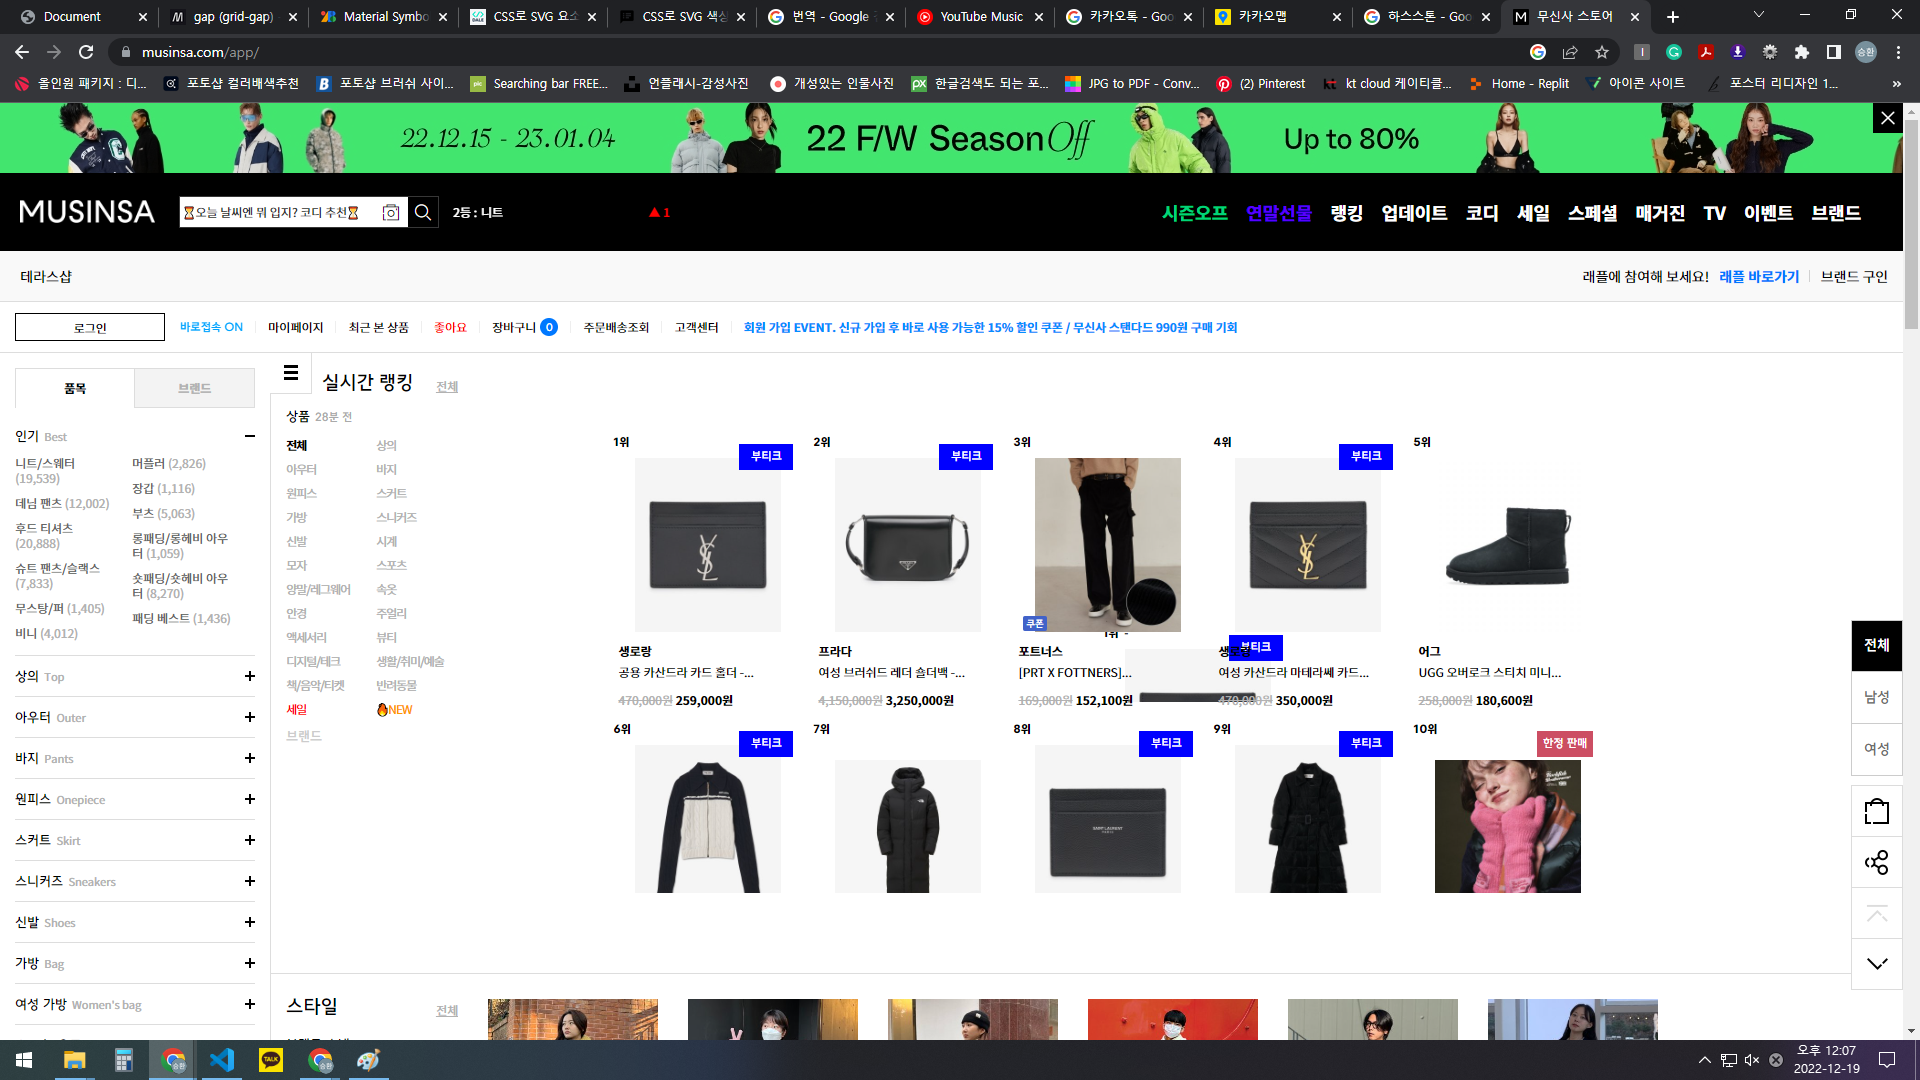 Document
gap (grid-gap)
Material Symbo
CSS로 SVG 요소
CSS로 SVG 색상
번역 - Google
YouTube Music
카카오톡 - Goo
카카오맵
하스스톤 - Goo
무신사 스토어
musinsa.com/app/
올인원 패키지 : 디...
포토샵 컬러배색추천
포토샵 브러쉬 사이...
Searching bar FREE...
언플래시-감성사진
개성있는 인물사진
한글검색도 되는 포...
JPG to PDF - Conv...
(2) Pinterest
kt cloud 케이티클...
Home - Replit
아이콘 사이트
포스터 리디자인 1...
»
22.12.15 - 23.01.04
22 F/W Season Off
Up to 80%
MUSINSA
오늘 날씨엔 뭐 입지? 코디 추천
2등 : 니트
▲ 1
시즌오프 연말선물 랭킹 업데이트 코디 세일 스페셜 매거진 TV 이벤트 브랜드
테라스샵
래플에 참여해 보세요! 래플 바로가기
브랜드 구인
로그인
바로접속 ON
마이페이지
최근 본 상품
좋아요
장바구니 0
주문배송조회
고객센터
회원 가입 EVENT. 신규 가입 후 바로 사용 가능한 15% 할인 쿠폰 / 무신사 스탠다드 990원 구매 기회
품목
브랜드
인기 Best
니트/스웨터
(19,539)
데님 팬츠 (12,002)
후드 티셔츠
(20,888)
슈트 팬츠/슬랙스
(7,833)
무스탕/퍼 (1,405)
비니 (4,012)
머플러 (2,826)
장갑 (1,116)
부츠 (5,063)
롱패딩/롱헤비 아우
터 (1,059)
숏패딩/숏헤비 아우
터 (8,270)
패딩 베스트 (1,436)
상의 Top
아우터 Outer
바지 Pants
원피스 Onepiece
스커트 Skirt
스니커즈 Sneakers
신발 Shoes
가방 Bag
여성 가방 Women's bag
실시간 랭킹
전체
상품 28분 전
전체 상의
아우터 바지
원피스 스커트
가방 스니커즈
신발 시계
모자 스포츠
양말/레그웨어 속옷
안경 주얼리
액세서리 뷰티
디지털/테크 생활/취미/예술
책/음악/티켓 반려동물
세일 NEW
브랜드
1위
부티크
생로랑
공용 카산드라 카드 홀더 -...
470,000원 259,000원
2위
부티크
프라다
여성 브러쉬드 레더 숄더백 -...
4,150,000원 3,250,000원
3위
쿠폰
포트너스
[PRT X FOTTNERS]...
169,000원 152,100원
1위 -
부티크
4위
부티크
생로랑
여성 카산드라 마테라쎄 카드...
470,000원 350,000원
5위
어그
UGG 오버로크 스티치 미니...
258,000원 180,600원
6위
부티크
7위
8위
부티크
SAINT LAURENT
9위
부티크
10위
한정 판매
전체
남성
여성
스타일
전체
TALK
오후 12:07
2022-12-19